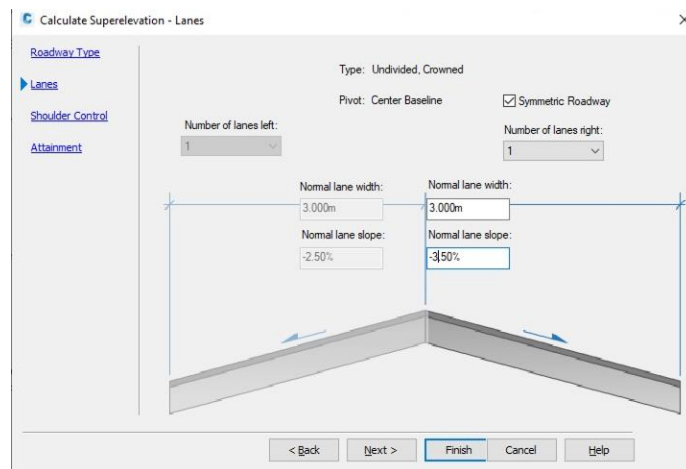 Calculate Superelevation - Lanes
Roadway Type
Lanes
Shoulder Control
Attainment
Type: Undivided, Crowned
Pivot: Center Baseline
Symmetric Roadway
Number of lanes left:
1
Number of lanes right:
1
Normal lane width:
3.000m
Normal lane width:
3.000m
Normal lane slope:
-2.50%
Normal lane slope:
-3.50%
< Back
Next >
Finish
Cancel
Help